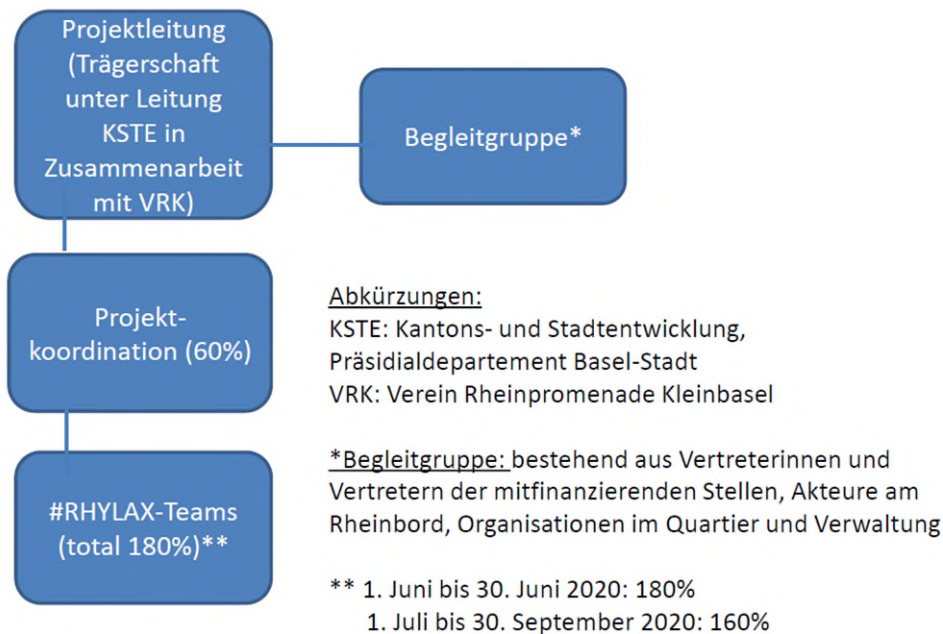 Projektleitung
(Trägerschaft
unter Leitung
KSTE in
Zusammenarbeit
mit VRK)
Begleitgruppe*
Projekt-
koordination (60%)
#RHYLAX-Teams
(total 180%)**
Abkürzungen:
KSTE: Kantons- und Stadtentwicklung,
Präsidialdepartement Basel-Stadt
VRK: Verein Rheinpromenade Kleinbasel
*Begleitgruppe: bestehend aus Vertreterinnen und
Vertretern der mitfinanzierenden Stellen, Akteure am
Rheinbord, Organisationen im Quartier und Verwaltung
** 1. Juni bis 30. Juni 2020: 180%
1. Juli bis 30. September 2020: 160%